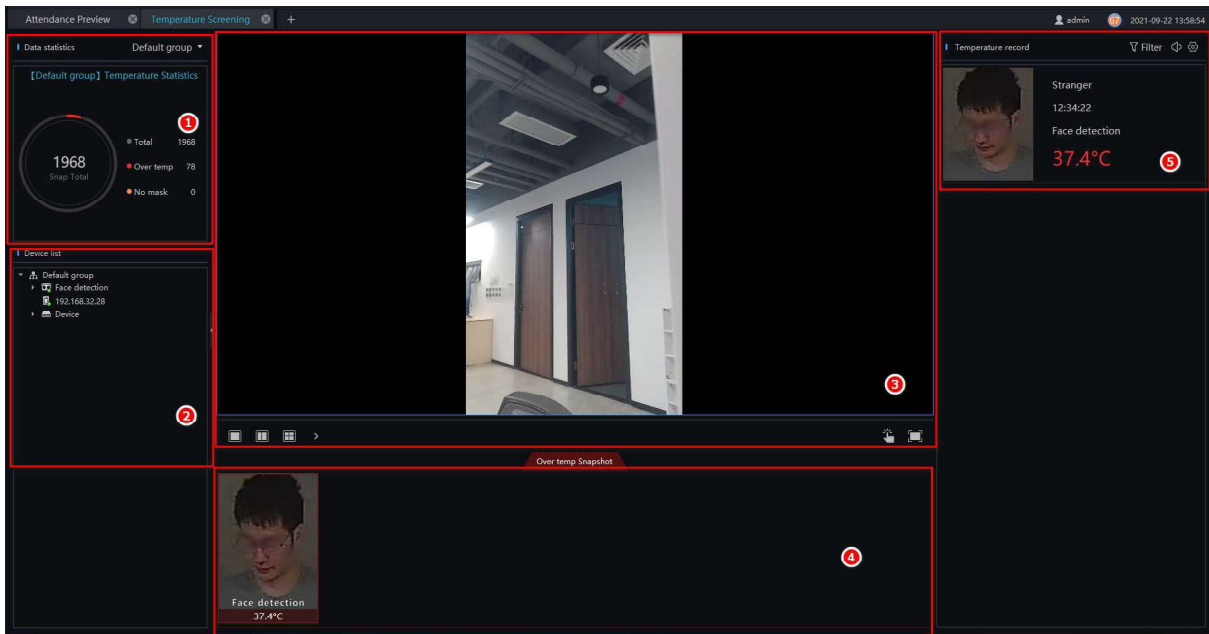 Attendance Preview
Temperature Screening
+
admin
67
2021-09-22 13:58:54
Data statistics
Default group
【Default group】Temperature Statistics
1968
Snap Total
Total 1968
Over temp 78
No mask 0
1
Device list
Default group
Face detection
192.168.32.28
Device
2
3
Over temp Snapshot
Face detection
37.4°C
4
Temperature record
Filter
Stranger
12:34:22
Face detection
37.4°C
5